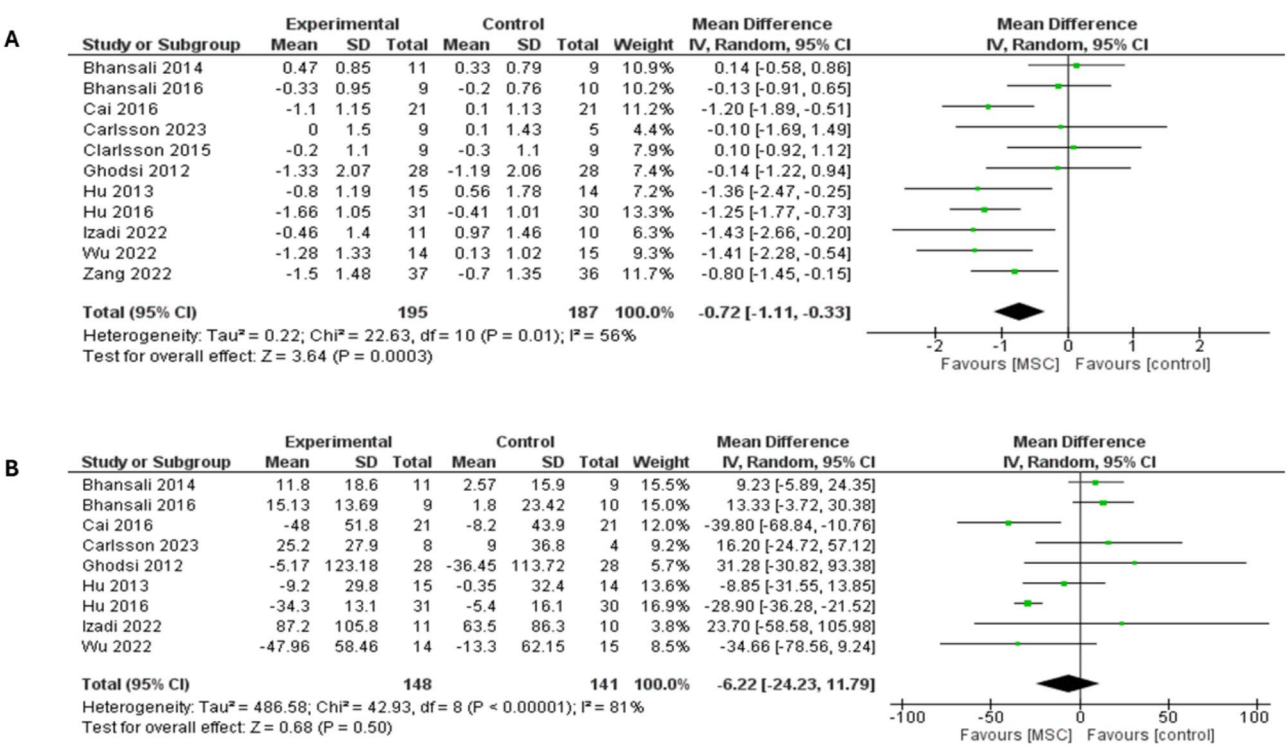 A
Experimental Control Mean Difference Mean Difference
Study or Subgroup Mean SD Total Mean SD Total Weight IV, Random, 95% CI IV, Random, 95% CI
Bhansali 2014 0.47 0.85 11 0.33 0.79 9 10.9% 0.14 [-0.58, 0.86]
Bhansali 2016 -0.33 0.95 9 -0.2 0.76 10 10.2% -0.13 [-0.91, 0.65]
Cai 2016 -1.1 1.15 21 0.1 1.13 21 11.2% -1.20 [-1.89, -0.51]
Carlsson 2023 0 1.5 9 0.1 1.43 5 4.4% -0.10 [-1.69, 1.49]
Clarlsson 2015 -0.2 1.1 9 -0.3 1.1 9 7.9% 0.10 [-0.92, 1.12]
Ghodsi 2012 -1.33 2.07 28 -1.19 2.06 28 7.4% -0.14 [-1.22, 0.94]
Hu 2013 -0.8 1.19 15 0.56 1.78 14 7.2% -1.36 [-2.47, -0.25]
Hu 2016 -1.66 1.05 31 -0.41 1.01 30 13.3% -1.25 [-1.77, -0.73]
Izadi 2022 -0.46 1.4 11 0.97 1.46 10 6.3% -1.43 [-2.66, -0.20]
Wu 2022 -1.28 1.33 14 0.13 1.02 15 9.3% -1.41 [-2.28, -0.54]
Zang 2022 -1.5 1.48 37 -0.7 1.35 36 11.7% -0.80 [-1.45, -0.15]
Total (95% CI) 195 187 100.0% -0.72 [-1.11, -0.33]
Heterogeneity: Tau² = 0.22; Chi² = 22.63, df = 10 (P = 0.01); I² = 56%
Test for overall effect: Z = 3.64 (P = 0.0003)
-2 -1 0 1 2
Favours [MSC] Favours [control]
B
Experimental Control Mean Difference Mean Difference
Study or Subgroup Mean SD Total Mean SD Total Weight IV, Random, 95% CI IV, Random, 95% CI
Bhansali 2014 11.8 18.6 11 2.57 15.9 9 15.5% 9.23 [-5.89, 24.35]
Bhansali 2016 15.13 13.69 9 1.8 23.42 10 15.0% 13.33 [-3.72, 30.38]
Cai 2016 -48 51.8 21 -8.2 43.9 21 12.0% -39.80 [-68.84, -10.76]
Carlsson 2023 25.2 27.9 8 9 36.8 4 9.2% 16.20 [-24.72, 57.12]
Ghodsi 2012 -5.17 123.18 28 -36.45 113.72 28 5.7% 31.28 [-30.82, 93.38]
Hu 2013 -9.2 29.8 15 -0.35 32.4 14 13.6% -8.85 [-31.55, 13.85]
Hu 2016 -34.3 13.1 31 -5.4 16.1 30 16.9% -28.90 [-36.28, -21.52]
Izadi 2022 87.2 105.8 11 63.5 86.3 10 3.8% 23.70 [-58.58, 105.98]
Wu 2022 -47.96 58.46 14 -13.3 62.15 15 8.5% -34.66 [-78.56, 9.24]
Total (95% CI) 148 141 100.0% -6.22 [-24.23, 11.79]
Heterogeneity: Tau² = 486.58; Chi² = 42.93, df = 8 (P < 0.00001); I² = 81%
Test for overall effect: Z = 0.68 (P = 0.50)
-100 -50 0 50 100
Favours [MSC] Favours [control]